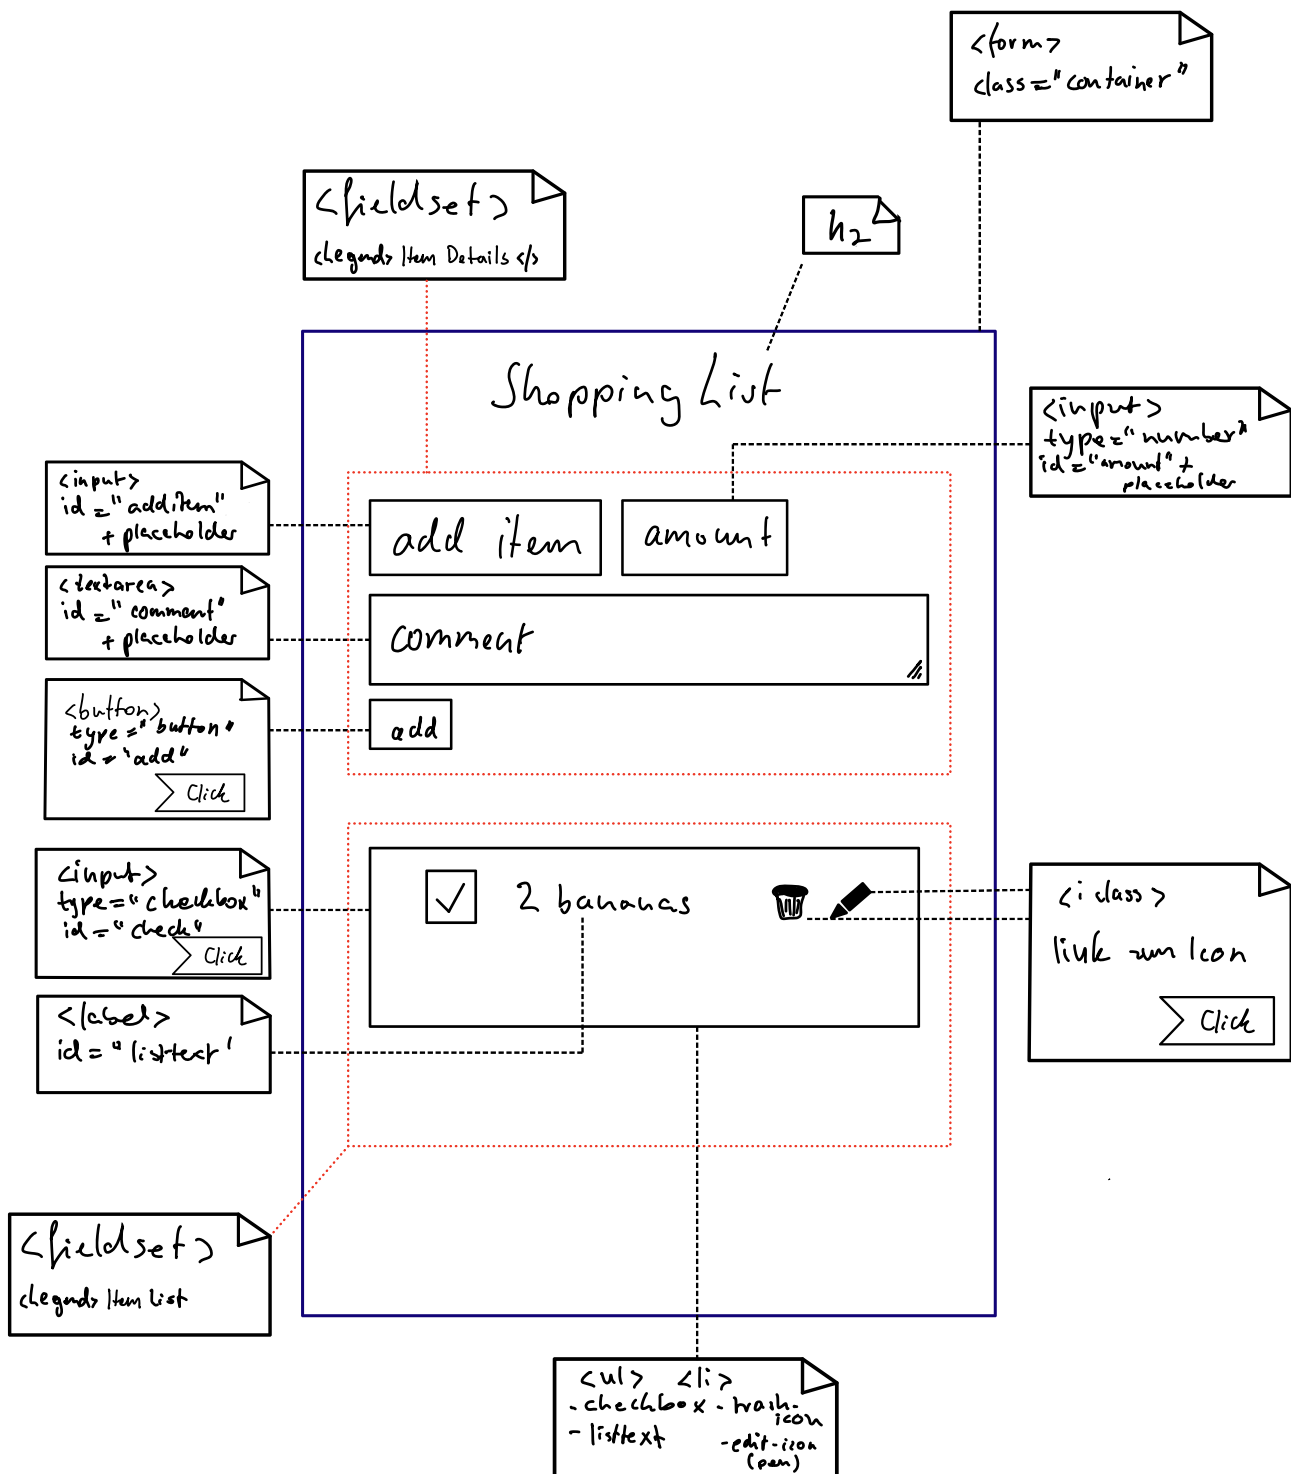 <form>
class="container"
<fieldset>
<Legend> Item Details </>
h2
Shopping List
<input>
type="number"
id="amount" +
placeholder
<input>
id="additem"
+ placeholder
add item
amount
<textarea>
id="comment"
+ placeholder
comment
<button>
type="button"
id="add"
Click
add
<input>
type="checkbox"
id="check"
Click
2 bananas
<i class>
link zum Icon
Click
<label>
id="listtext"
<fieldset>
<Legend> Item List
<ul> <li>
- checkbox - trash-
icon
- listtext
- edit-icon
(pen)